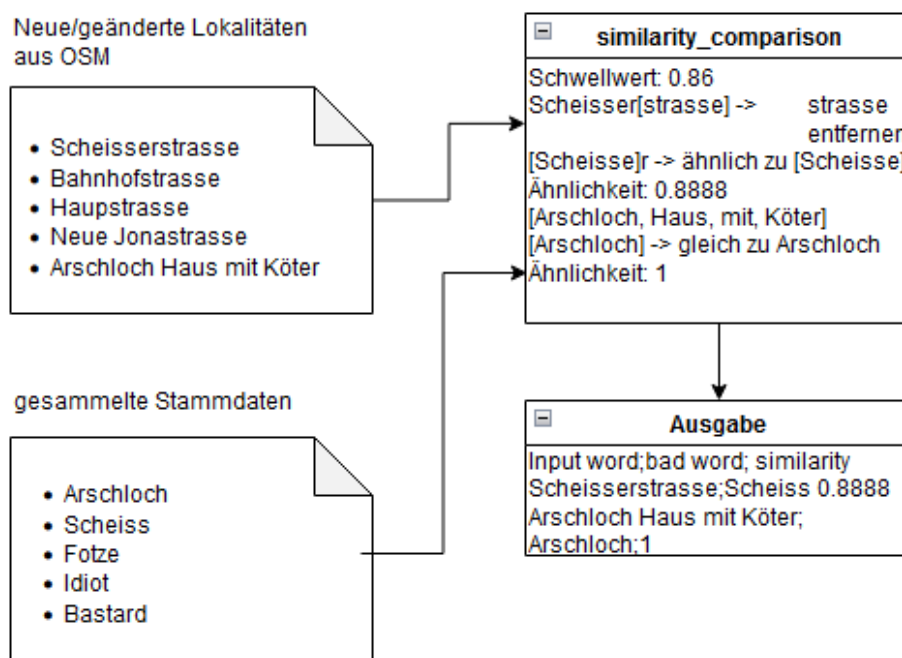 Neue/geänderte Lokalitäten
aus OSM
• Scheisserstrasse
• Bahnhofstrasse
• Haupstrasse
• Neue Jonastrasse
• Arschloch Haus mit Köter
gesammelte Stammdaten
• Arschloch
• Scheiss
• Fotze
• Idiot
• Bastard
similarity_comparison
Schwellwert: 0.86
Scheisser[strasse] -> strasse
entfernen
[Scheisse]r -> ähnlich zu [Scheisse]
Ähnlichkeit: 0.8888
[Arschloch, Haus, mit, Köter]
[Arschloch] -> gleich zu Arschloch
Ähnlichkeit: 1
Ausgabe
Input word;bad word; similarity
Scheisserstrasse;Scheiss 0.8888
Arschloch Haus mit Köter;
Arschloch;1